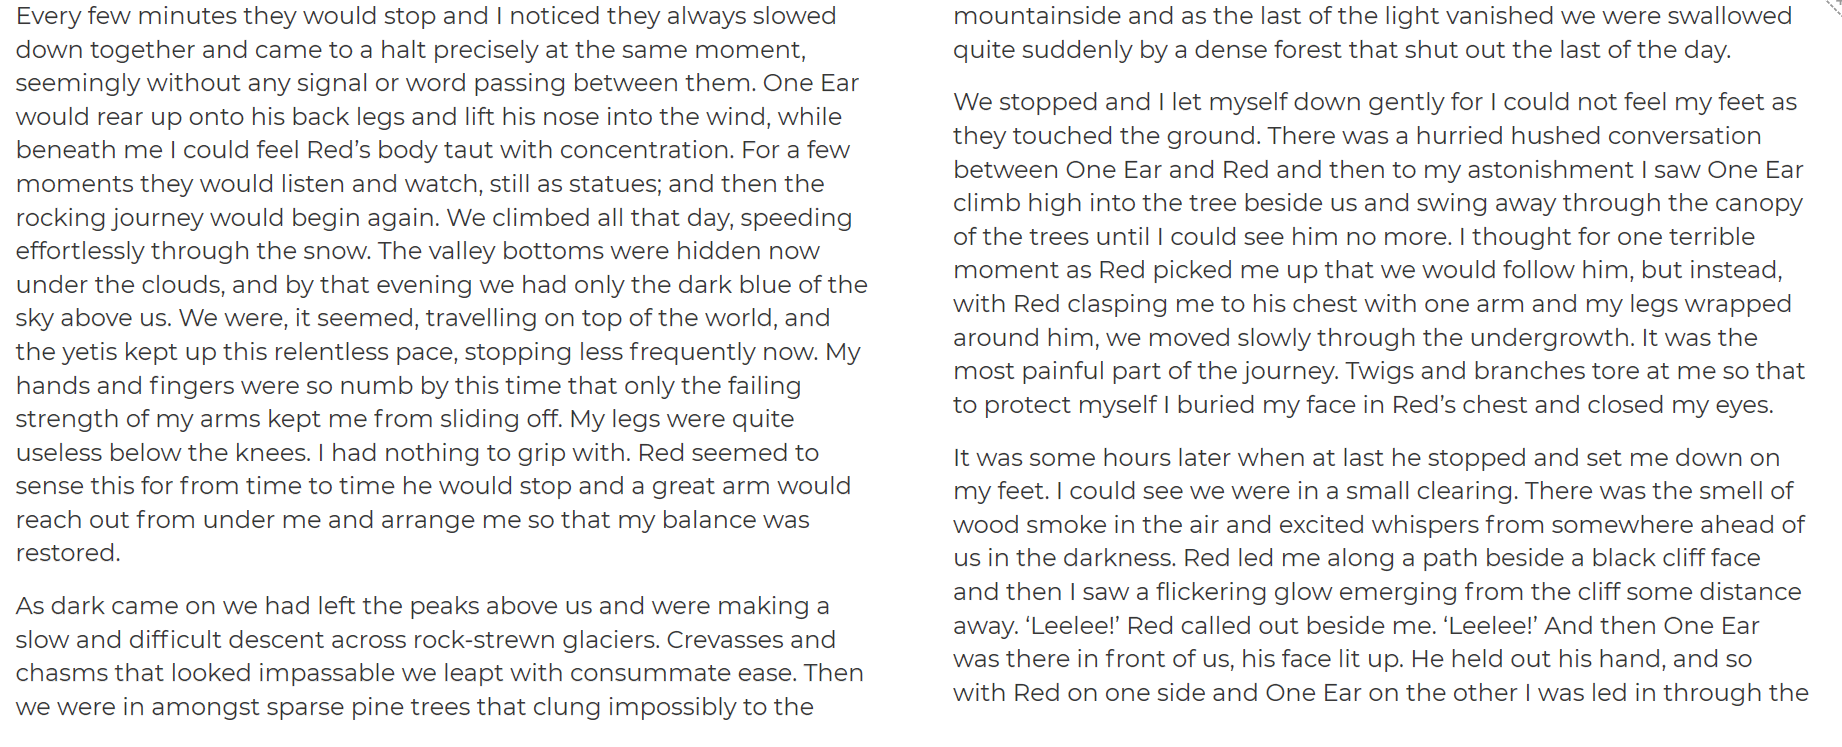 Every few minutes they would stop and I noticed they always slowed
down together and came to a halt precisely at the same moment,
seemingly without any signal or word passing between them. One Ear
would rear up onto his back legs and lift his nose into the wind, while
beneath me I could feel Red’s body taut with concentration. For a few
moments they would listen and watch, still as statues; and then the
rocking journey would begin again. We climbed all that day, speeding
effortlessly through the snow. The valley bottoms were hidden now
under the clouds, and by that evening we had only the dark blue of the
sky above us. We were, it seemed, travelling on top of the world, and
the yetis kept up this relentless pace, stopping less frequently now. My
hands and fingers were so numb by this time that only the failing
strength of my arms kept me from sliding off. My legs were quite
useless below the knees. I had nothing to grip with. Red seemed to
sense this for from time to time he would stop and a great arm would
reach out from under me and arrange me so that my balance was
restored.
As dark came on we had left the peaks above us and were making a
slow and difficult descent across rock-strewn glaciers. Crevasses and
chasms that looked impassable we leapt with consummate ease. Then
we were in amongst sparse pine trees that clung impossibly to the
mountainside and as the last of the light vanished we were swallowed
quite suddenly by a dense forest that shut out the last of the day.
We stopped and I let myself down gently for I could not feel my feet as
they touched the ground. There was a hurried hushed conversation
between One Ear and Red and then to my astonishment I saw One Ear
climb high into the tree beside us and swing away through the canopy
of the trees until I could see him no more. I thought for one terrible
moment as Red picked me up that we would follow him, but instead,
with Red clasping me to his chest with one arm and my legs wrapped
around him, we moved slowly through the undergrowth. It was the
most painful part of the journey. Twigs and branches tore at me so that
to protect myself I buried my face in Red’s chest and closed my eyes.
It was some hours later when at last he stopped and set me down on
my feet. I could see we were in a small clearing. There was the smell of
wood smoke in the air and excited whispers from somewhere ahead of
us in the darkness. Red led me along a path beside a black cliff face
and then I saw a flickering glow emerging from the cliff some distance
away. ‘Leelee!’ Red called out beside me. ‘Leelee!’ And then One Ear
was there in front of us, his face lit up. He held out his hand, and so
with Red on one side and One Ear on the other I was led in through the